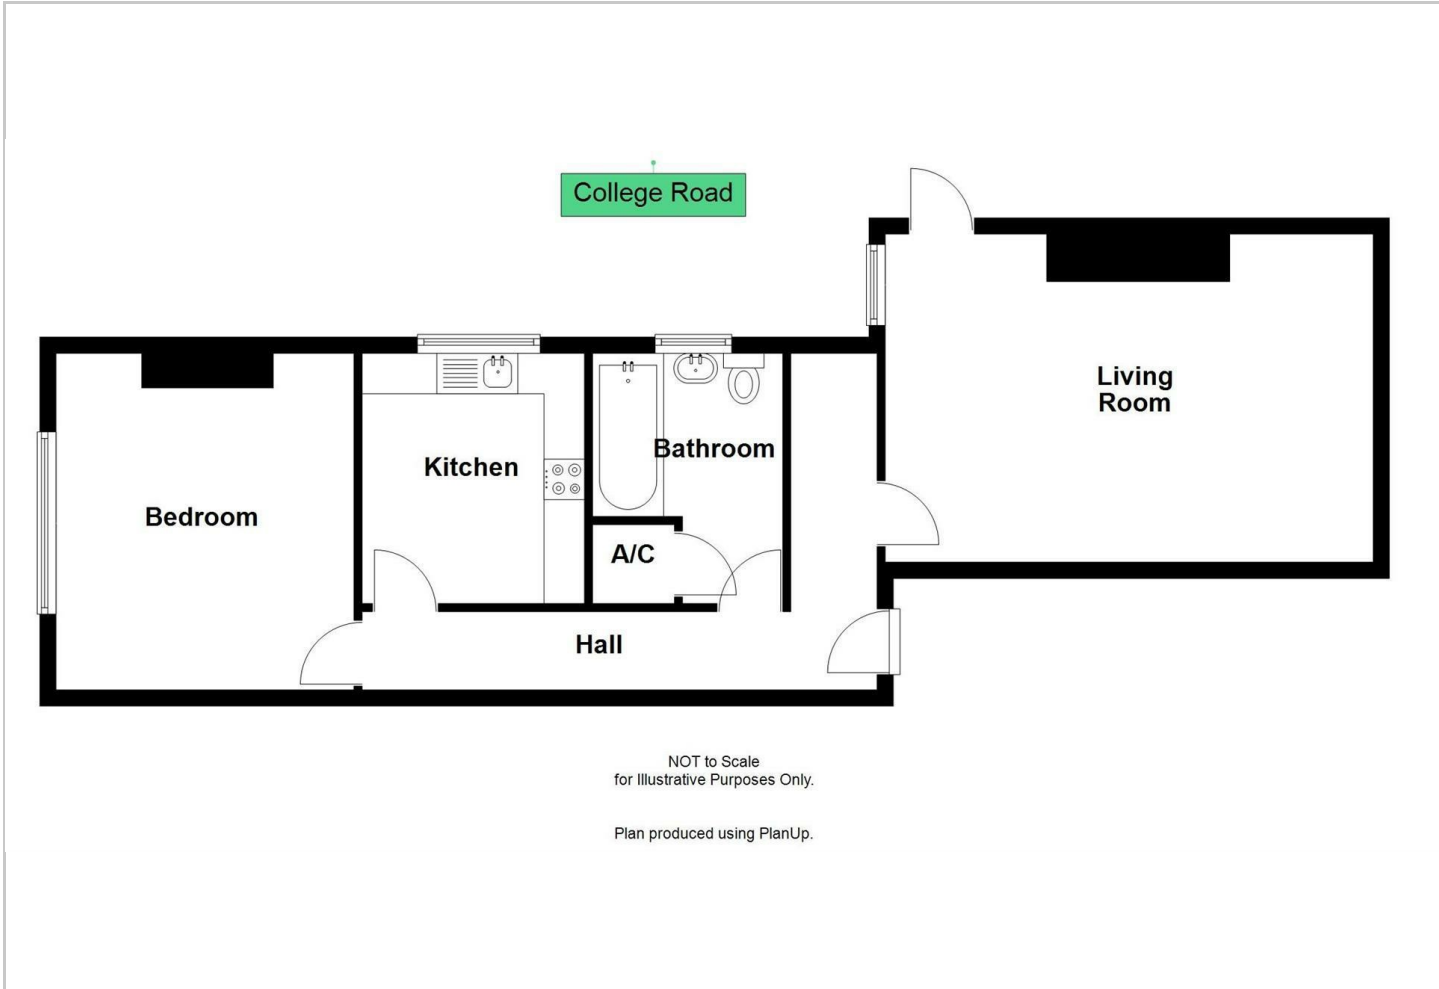 College Road
Living
Room
Bathroom
Kitchen
Bedroom
A/C
Hall
NOT to Scale
for Illustrative Purposes Only.
Plan produced using PlanUp.